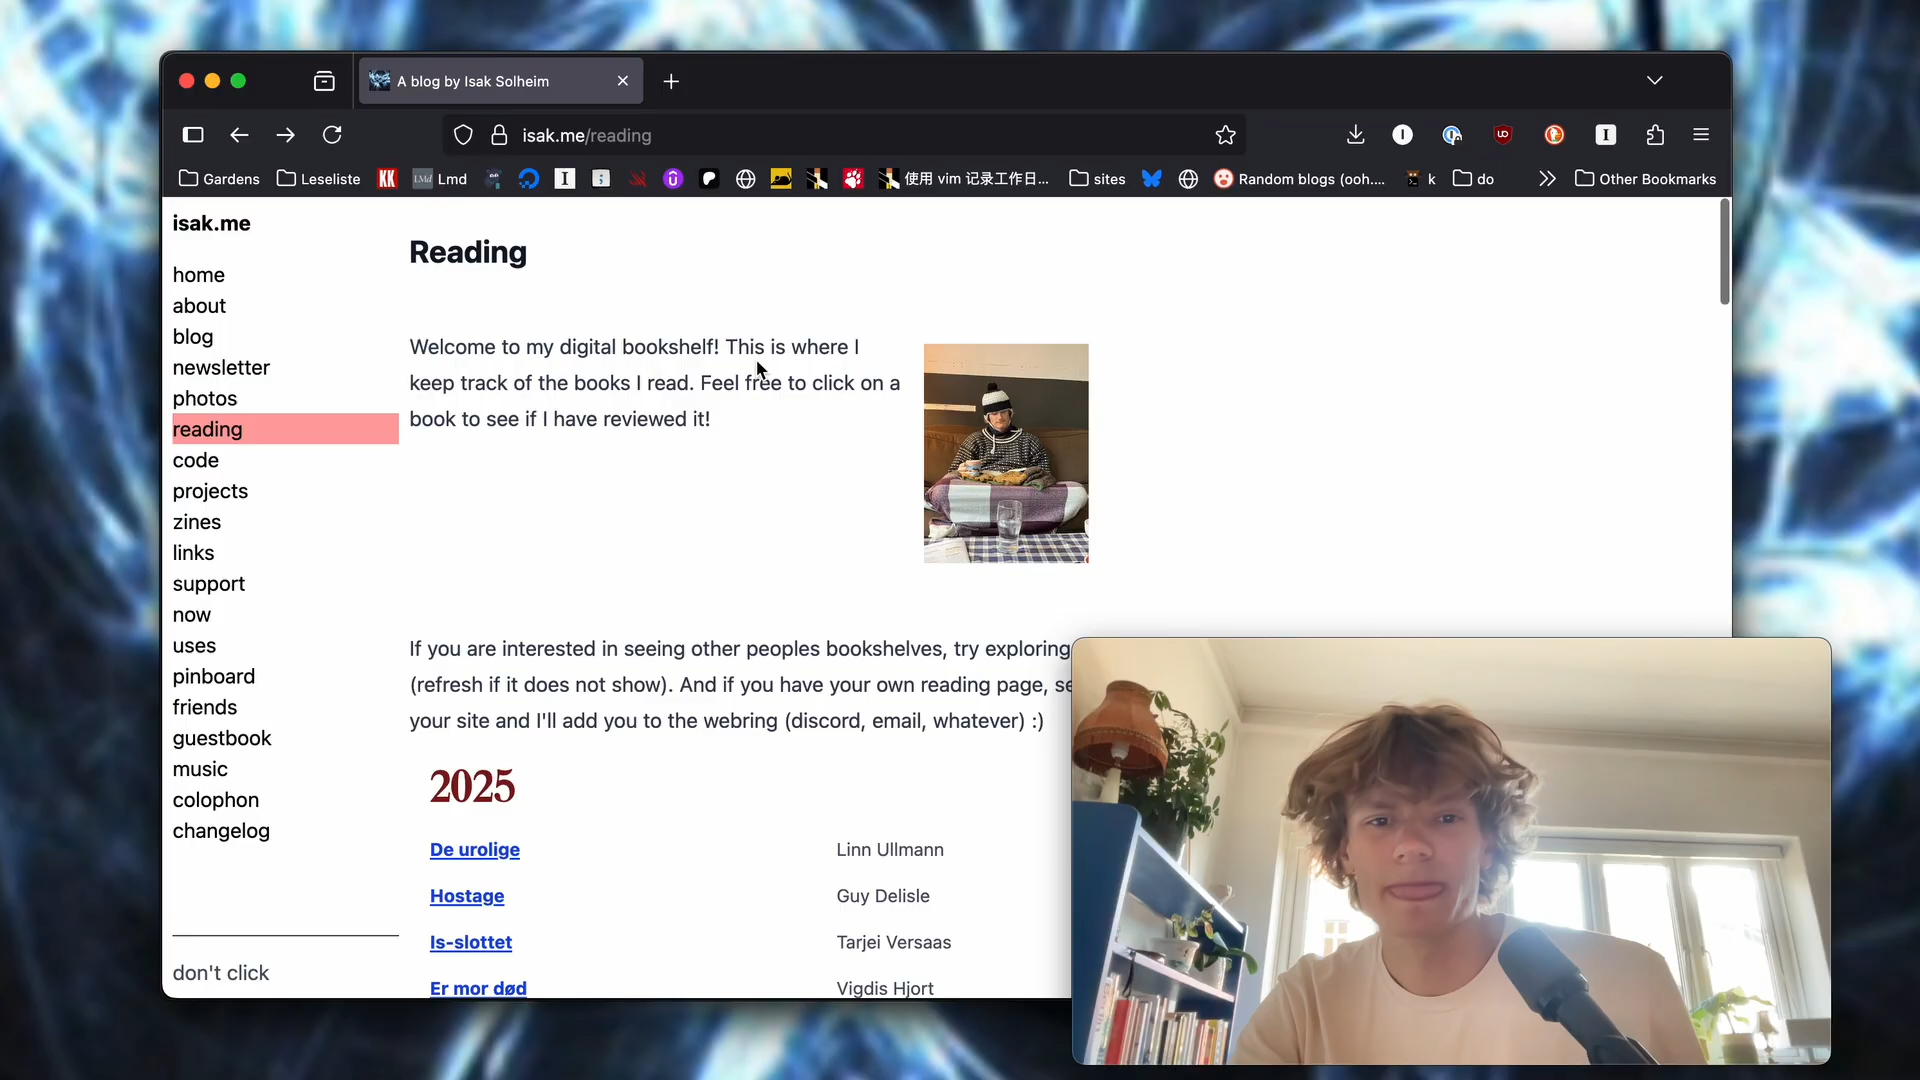 A blog by Isak Solheim
isak.me/reading
Gardens
Leseliste
KK
LMd
Lmd
使用 vim 记录工作日...
sites
Random blogs (ooh....
k
do
Other Bookmarks
isak.me
home
about
blog
newsletter
photos
reading
code
projects
zines
links
support
now
uses
pinboard
friends
guestbook
music
colophon
changelog
don't click
Reading
Welcome to my digital bookshelf! This is where I
keep track of the books I read. Feel free to click on a
book to see if I have reviewed it!
If you are interested in seeing other peoples bookshelves, try exploring
(refresh if it does not show). And if you have your own reading page, se
your site and I'll add you to the webring (discord, email, whatever) :)
2025
De urolige Linn Ullmann
Hostage Guy Delisle
Is-slottet Tarjei Versaas
Er mor død Vigdis Hjort